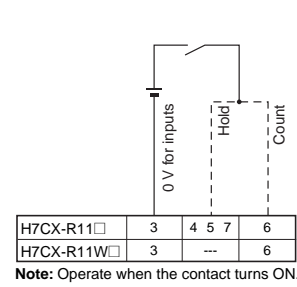 0 V for inputs
Hold
Count
H7CX-R11□ 3 4 5 7 6
H7CX-R11W□ 3 --- 6
Note: Operate when the contact turns ON.